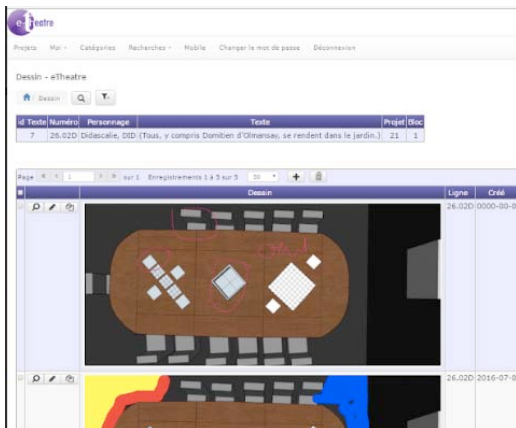 e-Teatre
Projets Moi Catégories Recherches Mobile Changer le mot de passe Déconnexion
Dessin - eTheatre
Dessin
id Texte Numéro Personnage Texte Projet Bloc
7 26.02D Didascalie, DID (Tous, y compris Domitien d'Olmansay, se rendent dans le jardin.) 21 1
Page 1 sur 1 Enregistrements 1 à 5 sur 5 50
Dessin Ligne Créé
26.02D 0000-00-0
26.02D 2016-07-0